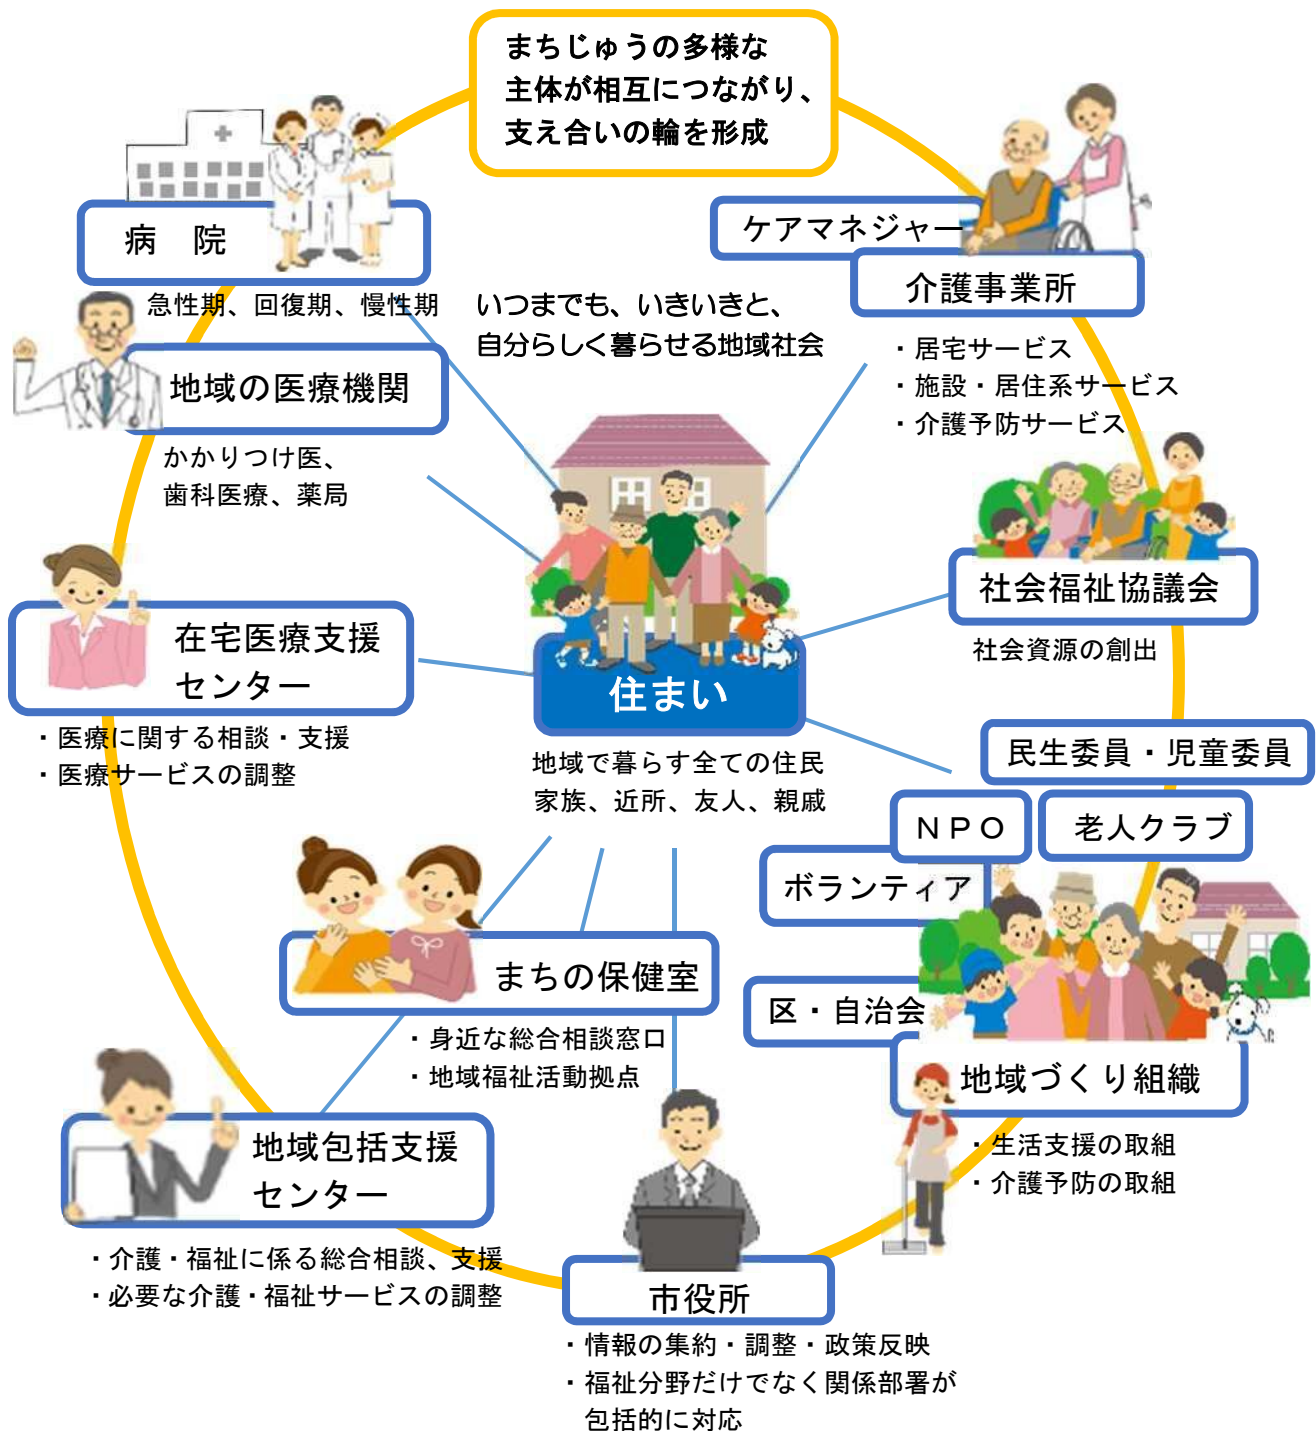 まちじゅうの多様な
主体が相互につながり、
支え合いの輪を形成
病　院
急性期、回復期、慢性期
ケアマネジャー
介護事業所
・居宅サービス
・施設・居住系サービス
・介護予防サービス
いつまでも、いきいきと、
自分らしく暮らせる地域社会
地域の医療機関
かかりつけ医、
歯科医療、薬局
社会福祉協議会
社会資源の創出
在宅医療支援
センター
・医療に関する相談・支援
・医療サービスの調整
住まい
地域で暮らす全ての住民
家族、近所、友人、親戚
民生委員・児童委員
ＮＰＯ
老人クラブ
ボランティア
区・自治会
地域づくり組織
・生活支援の取組
・介護予防の取組
まちの保健室
・身近な総合相談窓口
・地域福祉活動拠点
地域包括支援
センター
・介護・福祉に係る総合相談、支援
・必要な介護・福祉サービスの調整
市役所
・情報の集約・調整・政策反映
・福祉分野だけでなく関係部署が
包括的に対応